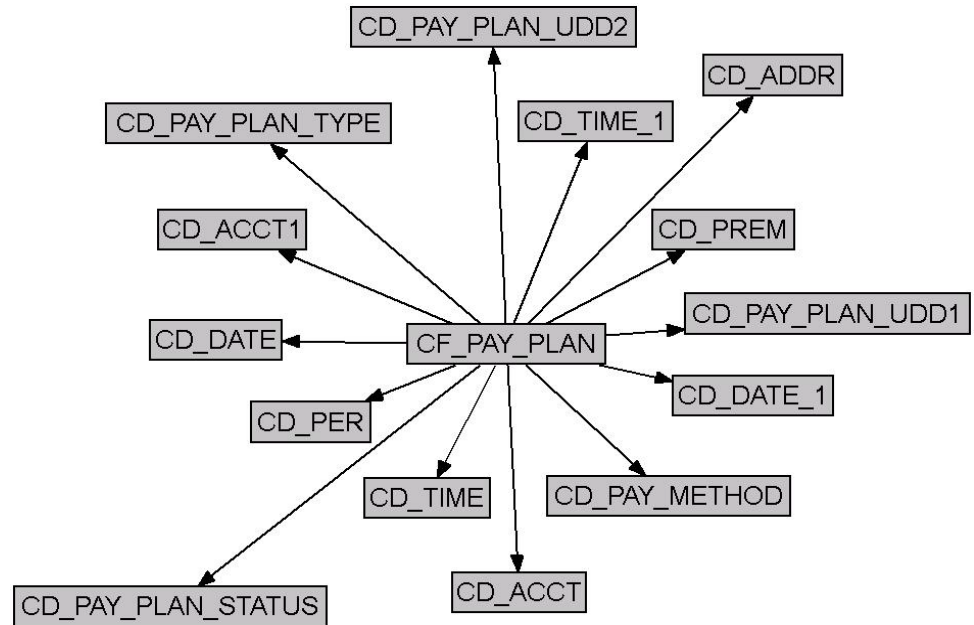 CD_PAY_PLAN_UDD2
CD_ADDR
CD_PAY_PLAN_TYPE
CD_TIME_1
CD_ACCT1
CD_PREM
CD_PAY_PLAN_UDD1
CD_DATE
CF_PAY_PLAN
CD_DATE_1
CD_PER
CD_TIME
CD_PAY_METHOD
CD_ACCT
CD_PAY_PLAN_STATUS